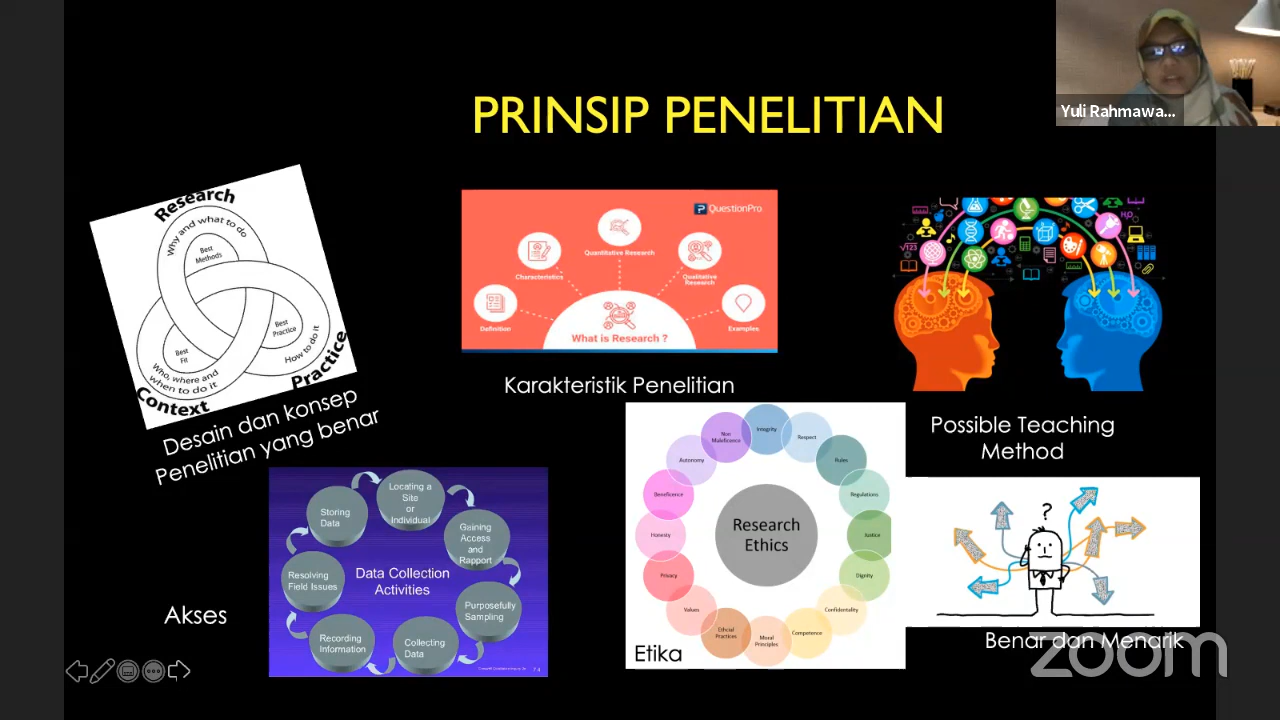 PRINSIP PENELITIAN
Yuli Rahmawa...
Research
Why and what to do
Best
Methods
Best
Practice
How to do it
Practice
Best
Fit
Who, where and
when to do it
Context
Desain dan konsep
Penelitian yang benar
QuestionPro
Quantitative Research
Characteristics
Qualitative
Research
Definition
Examples
What is Research ?
Karakteristik Penelitian
√123
Possible Teaching
Method
Locating a
Site
or
Individual
Storing
Data
Gaining
Access
and
Rapport
Data Collection
Activities
Resolving
Field Issues
Purposefully
Sampling
Recording
Information
Collecting
Data
Akses
Integrity
Non
Maleficance
Respect
Autonomy
Rules
Beneficence
Regulations
Research
Ethics
Honesty
Justice
Privacy
Dignity
Values
Confidentality
Ethical
Practices
Moral
Principles
Competence
Etika
?
Benar dan Menarik
zoom